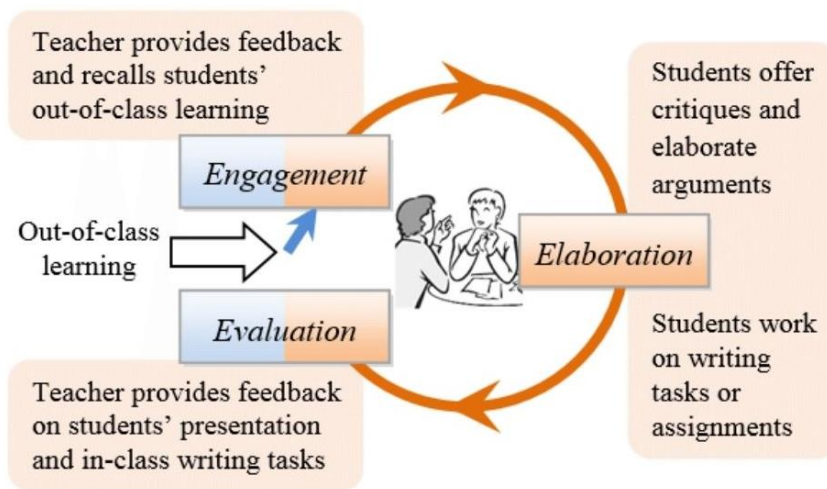 Teacher provides feedback
and recalls students’
out-of-class learning
Engagement
Out-of-class
learning
Evaluation
Teacher provides feedback
on students’ presentation
and in-class writing tasks
Students offer
critiques and
elaborate
arguments
Elaboration
Students work
on writing
tasks or
assignments